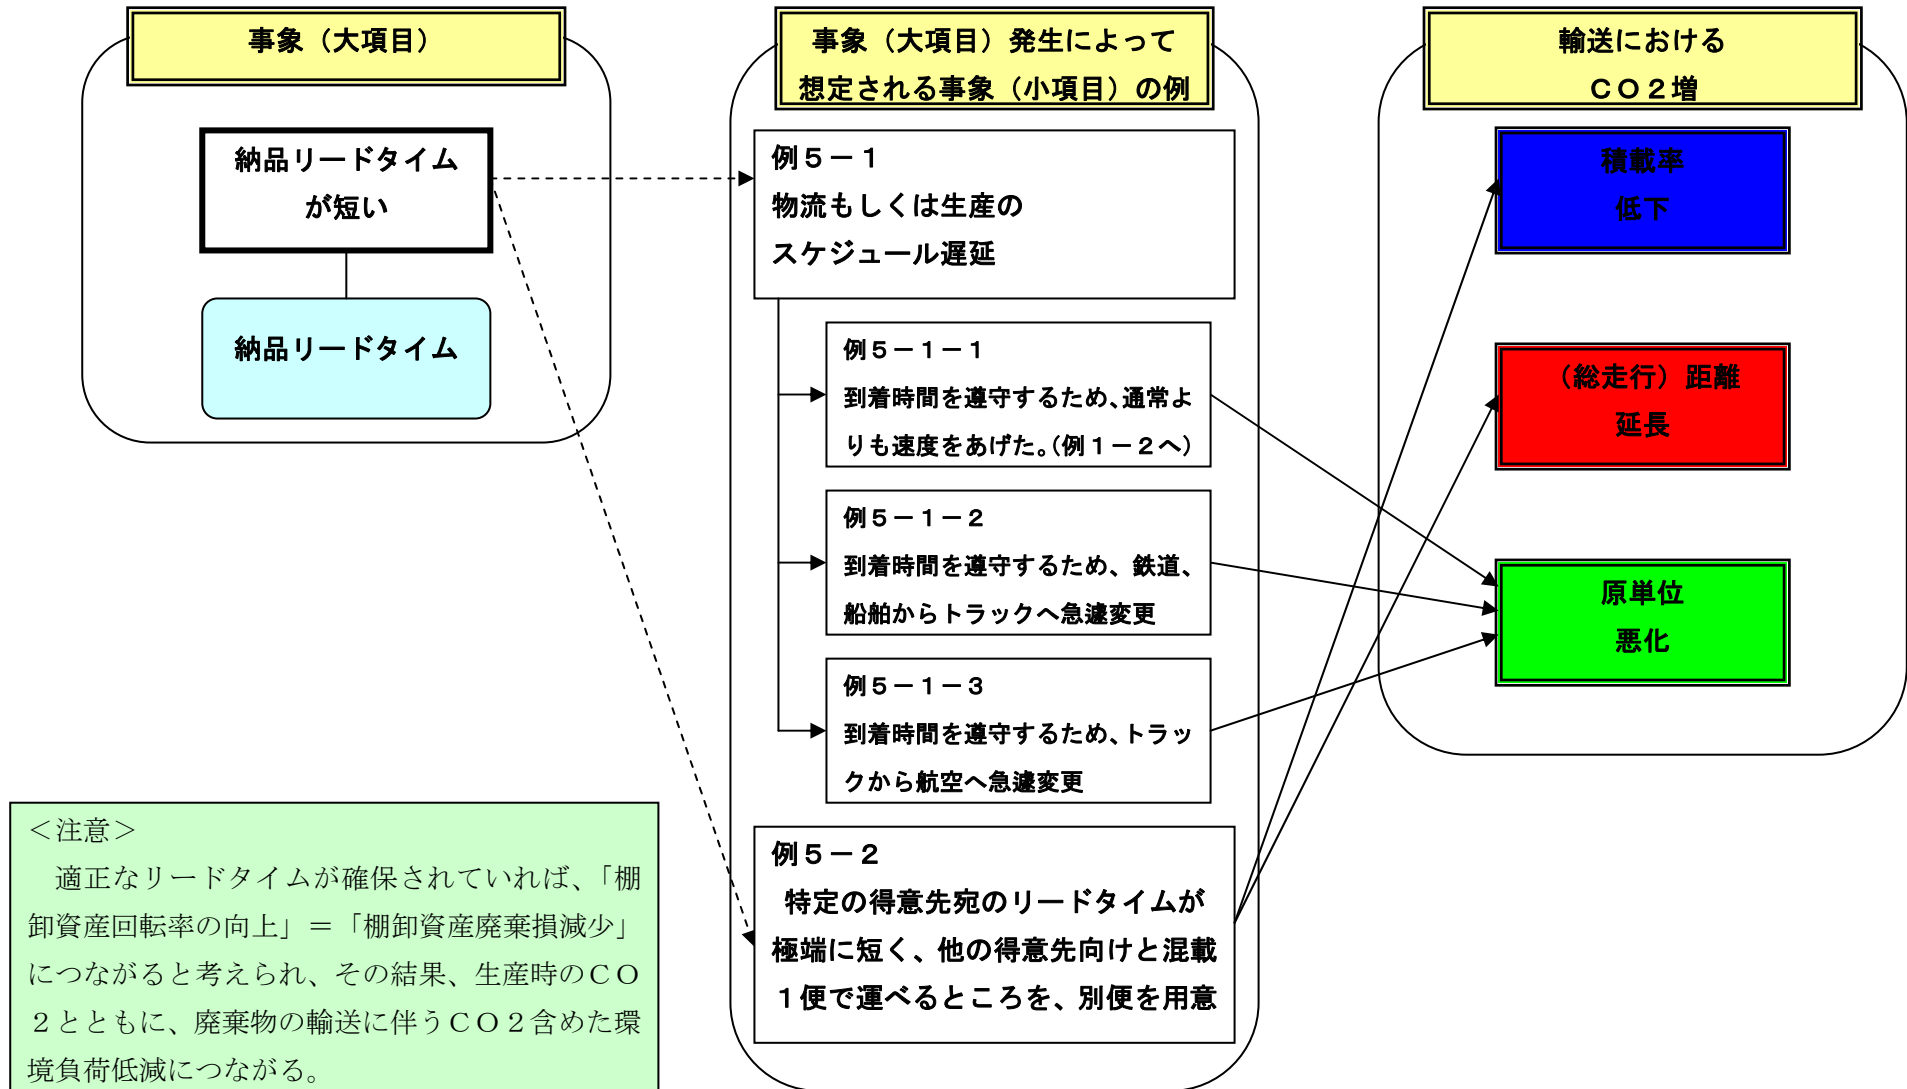 事象（大項目）
納品リードタイム
が短い
納品リードタイム
事象（大項目）発生によって
想定される事象（小項目）の例
例５－１
物流もしくは生産の
スケジュール遅延
例５－１－１
到着時間を遵守するため、通常よ
りも速度をあげた。（例１－２へ）
例５－１－２
到着時間を遵守するため、鉄道、
船舶からトラックへ急遽変更
例５－１－３
到着時間を遵守するため、トラッ
クから航空へ急遽変更
例５－２
特定の得意先宛のリードタイムが
極端に短く、他の得意先向けと混載
１便で運べるところを、別便を用意
輸送における
ＣＯ２増
積載率
低下
（総走行）距離
延長
原単位
悪化
＜注意＞
適正なリードタイムが確保されていれば、「棚
卸資産回転率の向上」＝「棚卸資産廃棄損減少」
につながると考えられ、その結果、生産時のＣＯ
２とともに、廃棄物の輸送に伴うＣＯ２含めた環
境負荷低減につながる。